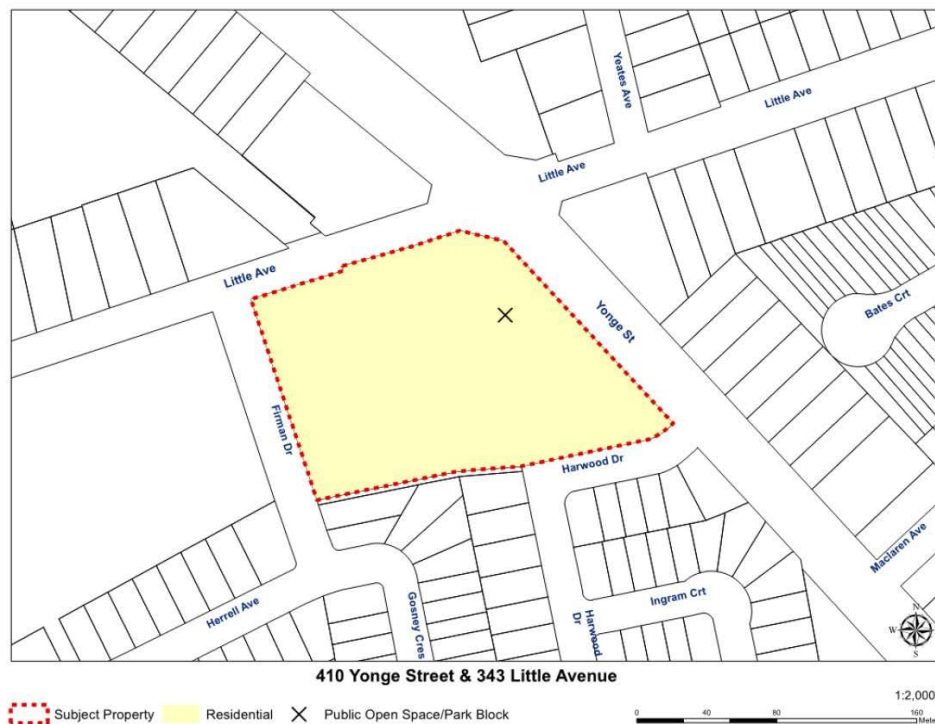 Yeates Ave
Little Ave
Little Ave
Little Ave
Yonge St
Bates Crt
Firman Dr
Harwood Dr
Maclaren Ave
Herrell Ave
Gosney Cres
Harwood
Dr
Ingram Crt
N
W
E
S
410 Yonge Street & 343 Little Avenue
1:2,000
Subject Property
Residential
Public Open Space/Park Block
0 40 80 160